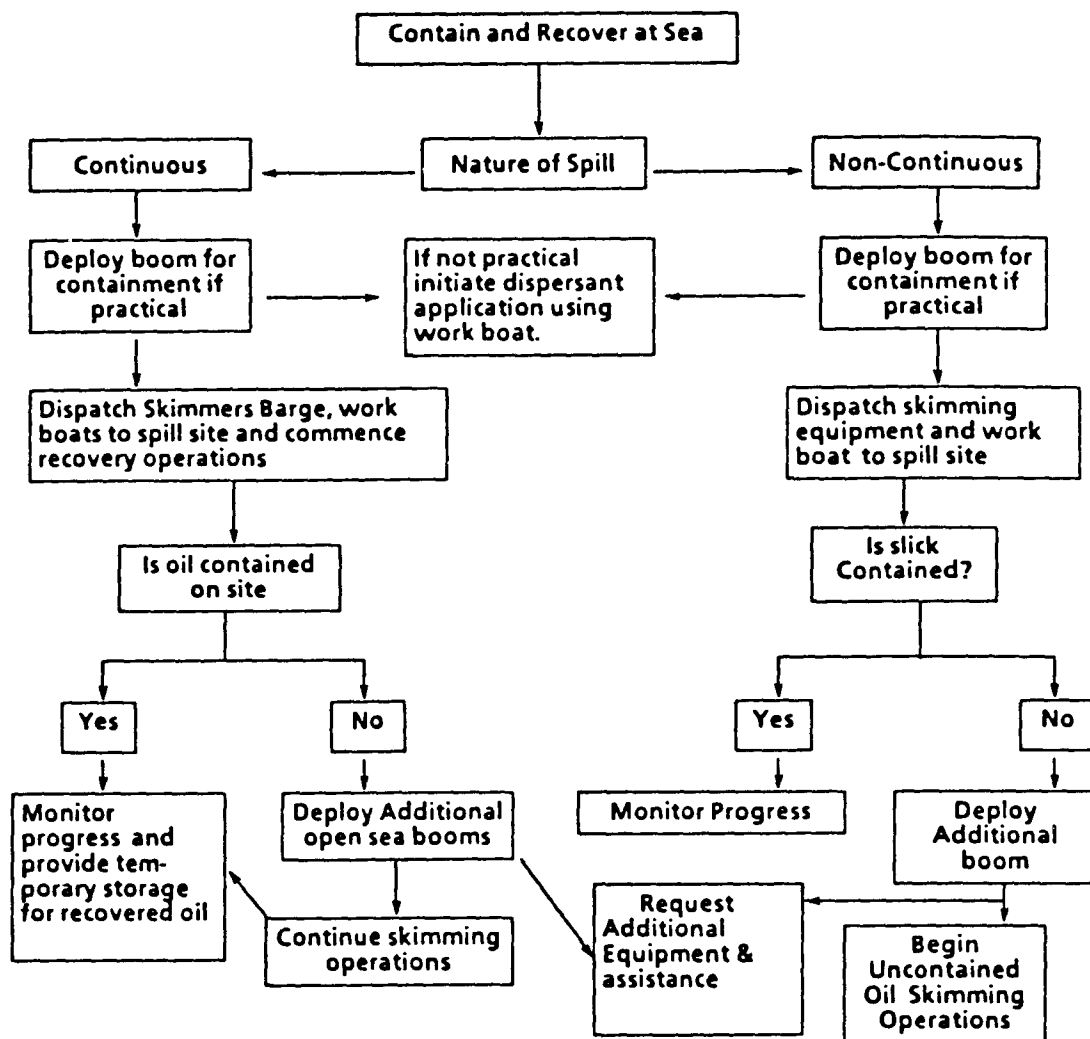 Contain and Recover at Sea
Continuous
Nature of Spill
Non-Continuous
Deploy boom for
containment if
practical
If not practical
initiate dispersant
application using
work boat.
Deploy boom for
containment if
practical
Dispatch Skimmers Barge, work
boats to spill site and commence
recovery operations
Dispatch skimming
equipment and work
boat to spill site
Is oil contained
on site
Is slick
Contained?
Yes
No
Yes
No
Monitor
progress and
provide tem-
porary storage
for recovered oil
Deploy Additional
open sea booms
Monitor Progress
Deploy
Additional
boom
Continue skimming
operations
Request
Additional
Equipment &
assistance
Begin
Uncontained
Oil Skimming
Operations